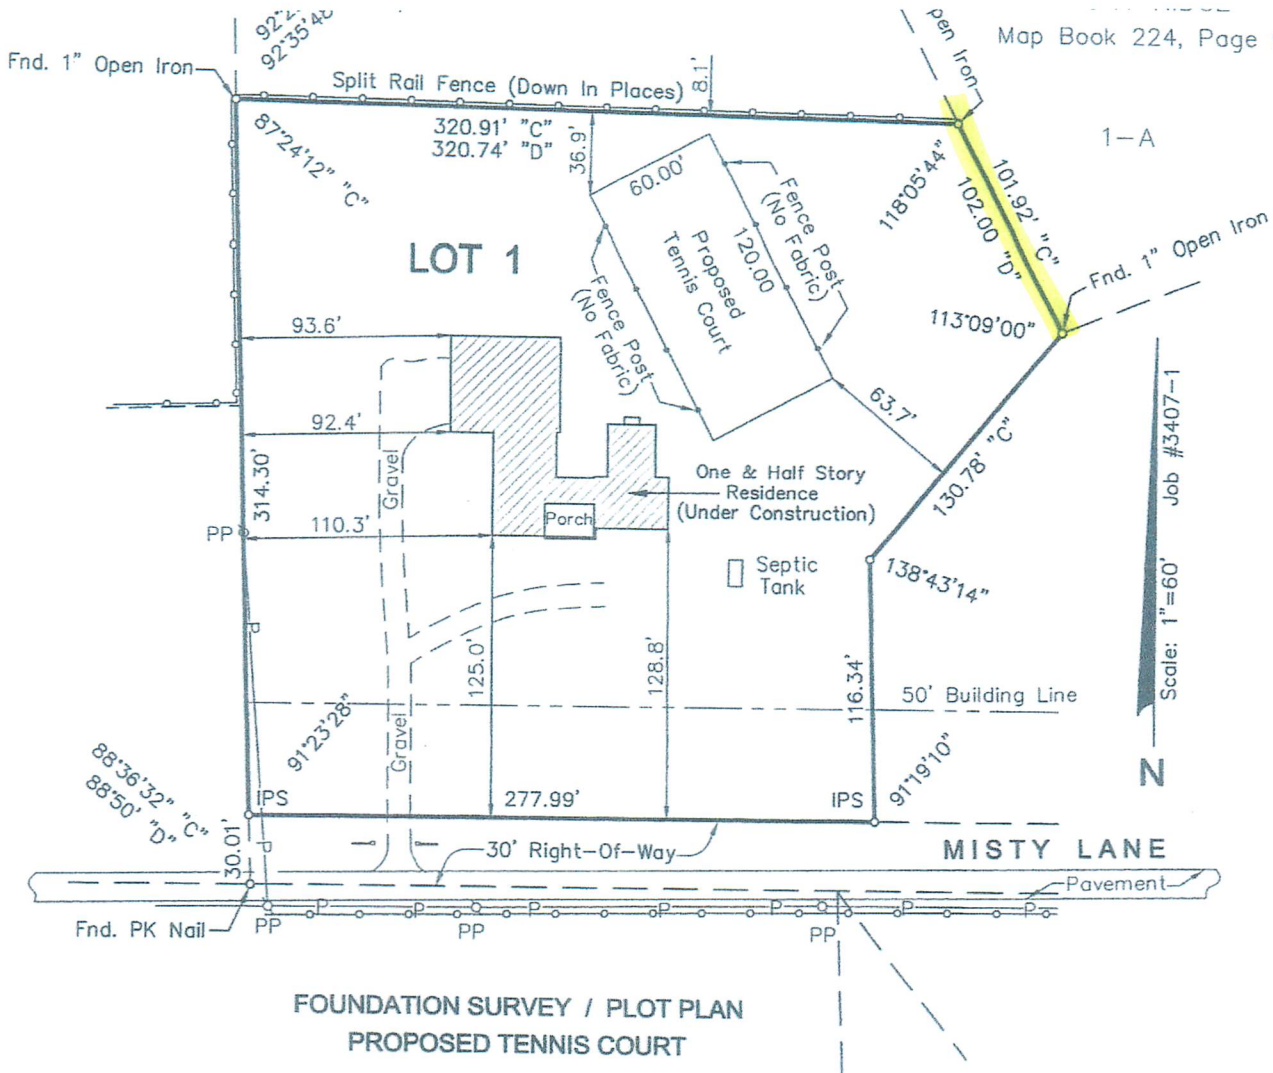 92°35'48"
Fnd. 1" Open Iron
Split Rail Fence (Down In Places)
8.1'
Open Iron
Map Book 224, Page
87°24'12" "C"
320.91' "C"
320.74' "D"
36.9'
60.00'
Fence Post
(No Fabric)
118°05'44"
101.92' "C"
102.00 "D"
1-A
LOT 1
Proposed
Tennis Court
120.00
Fence Post
(No Fabric)
Fnd. 1" Open Iron
113°09'00"
93.6'
92.4'
63.7'
130.78' "C"
Job #3407-1
314.30'
Gravel
One & Half Story
Residence
(Under Construction)
PP
110.3'
Porch
Septic
Tank
138°43'14"
Scale: 1"=60'
P
125.0'
128.8'
116.34'
50' Building Line
91°23'28"
Gravel
88°36'32" "C"
88°50' "D"
IPS
277.99'
IPS
91°19'10"
N
30.01'
P
30' Right-Of-Way
MISTY LANE
Pavement
P P P P P P P
Fnd. PK Nail
PP
PP
PP
FOUNDATION SURVEY / PLOT PLAN
PROPOSED TENNIS COURT